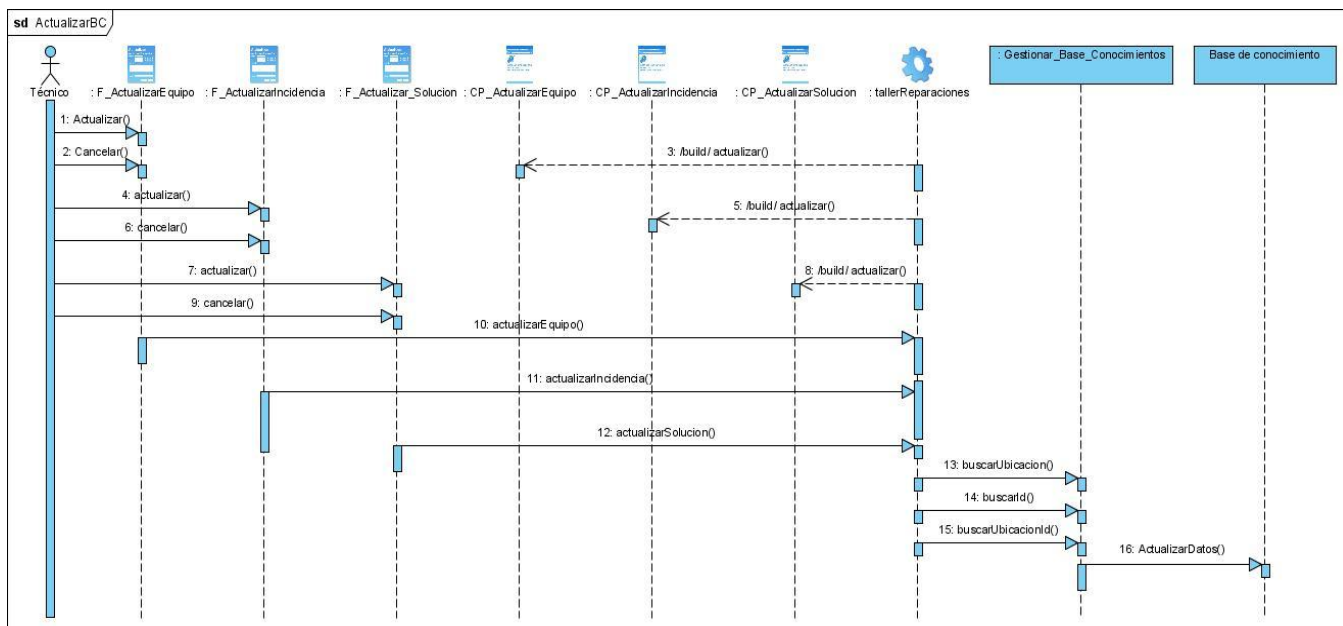 sd ActualizarBC
Técnico
: F_ActualizarEquipo
: F_ActualizarIncidencia
: F_Actualizar_Solucion
: CP_ActualizarEquipo
: CP_ActualizarIncidencia
: CP_ActualizarSolucion
: tallerReparaciones
: Gestionar_Base_Conocimientos
Base de conocimiento
1: Actualizar()
2: Cancelar()
3: /build/ actualizar()
4: actualizar()
5: /build/ actualizar()
6: cancelar()
7: actualizar()
8: /build/ actualizar()
9: cancelar()
10: actualizarEquipo()
11: actualizarIncidencia()
12: actualizarSolucion()
13: buscarUbicacion()
14: buscarId()
15: buscarUbicacionId()
16: ActualizarDatos()